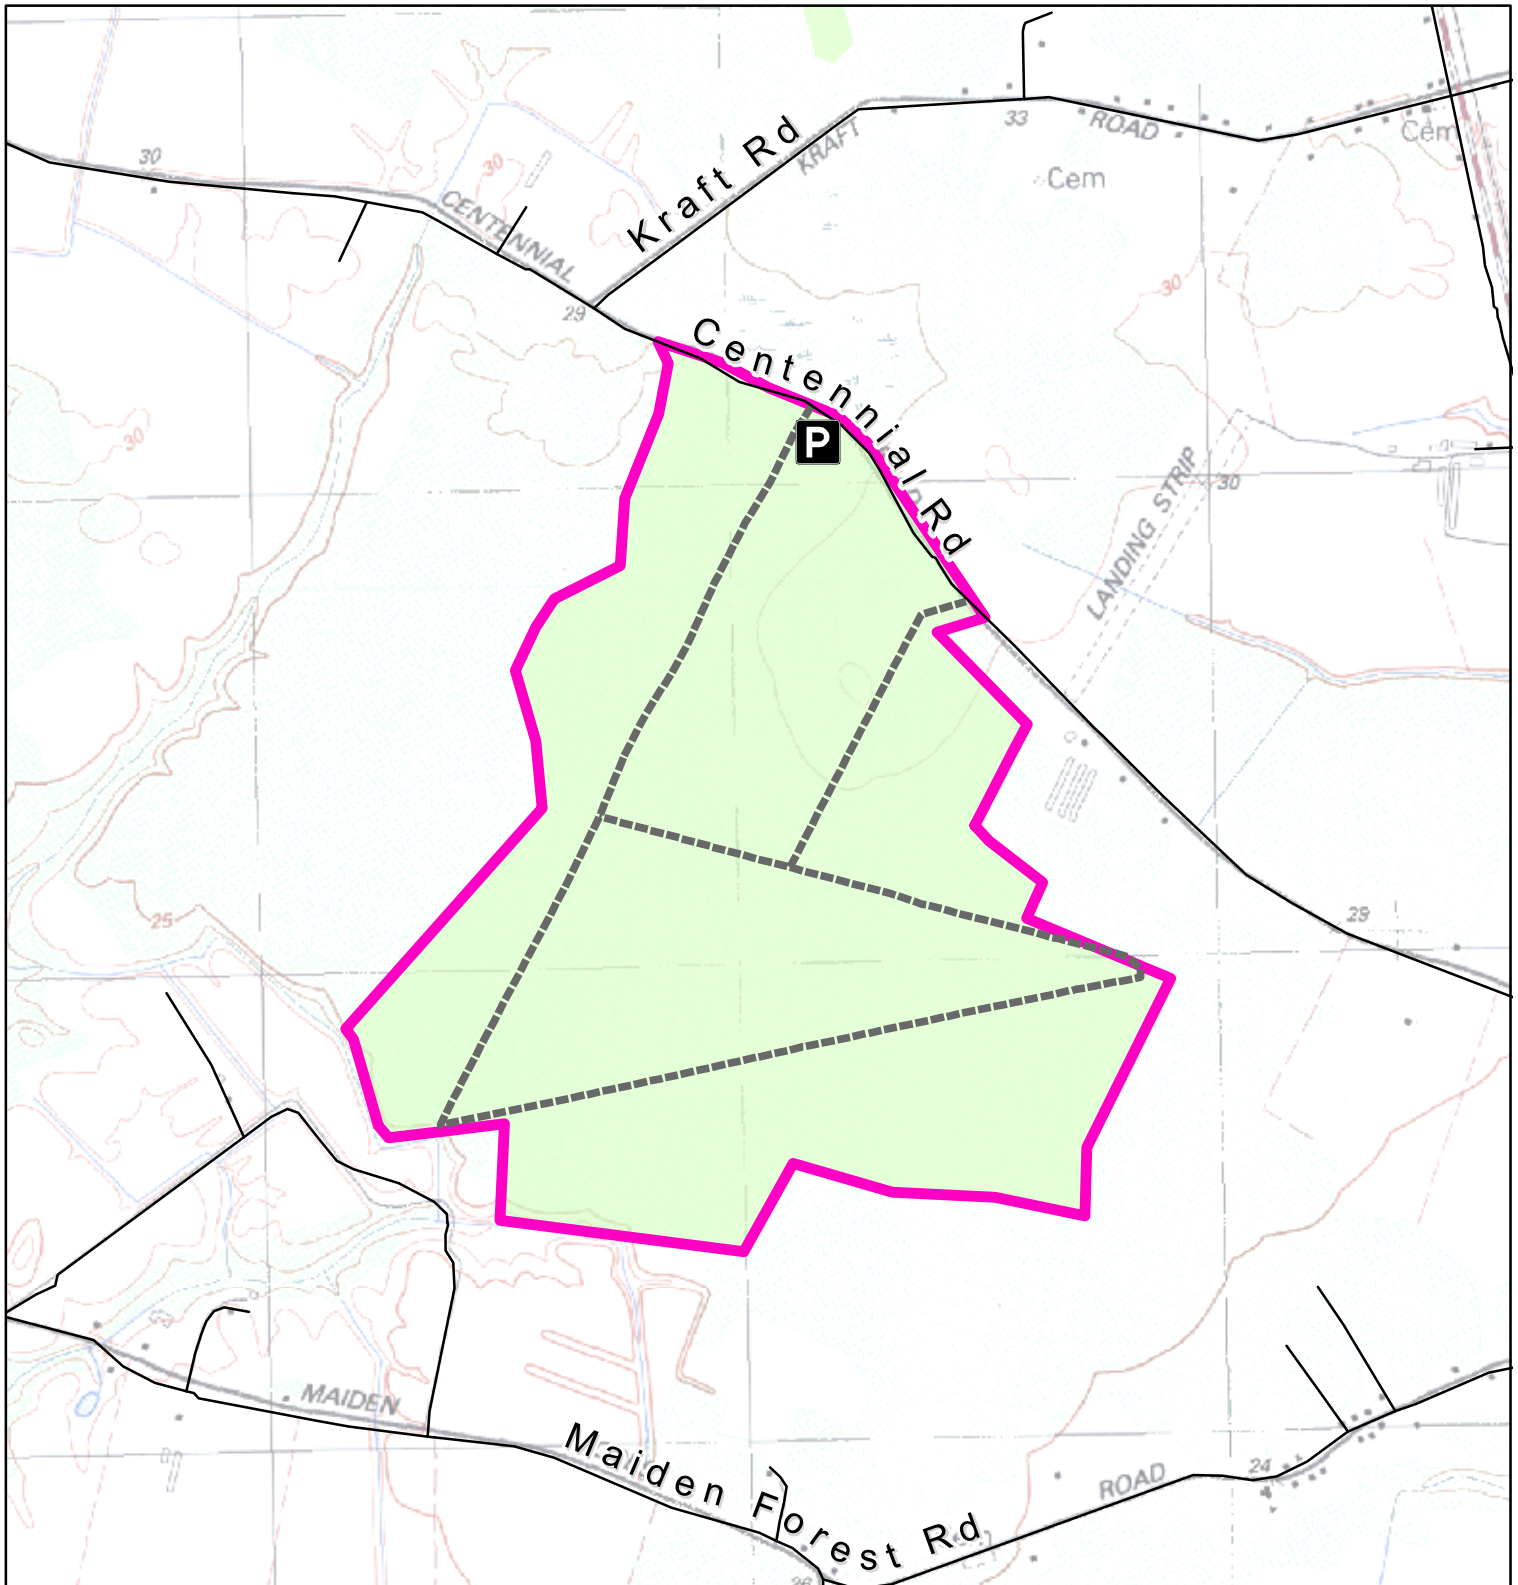 Kraft Rd
KRAFT
33
ROAD
Cem
Cem
30
30
CENTENNIAL
29
Centennial Rd
P
30
30
LANDING STRIP
30
25
29
MAIDEN
Maiden Forest Rd
ROAD
24